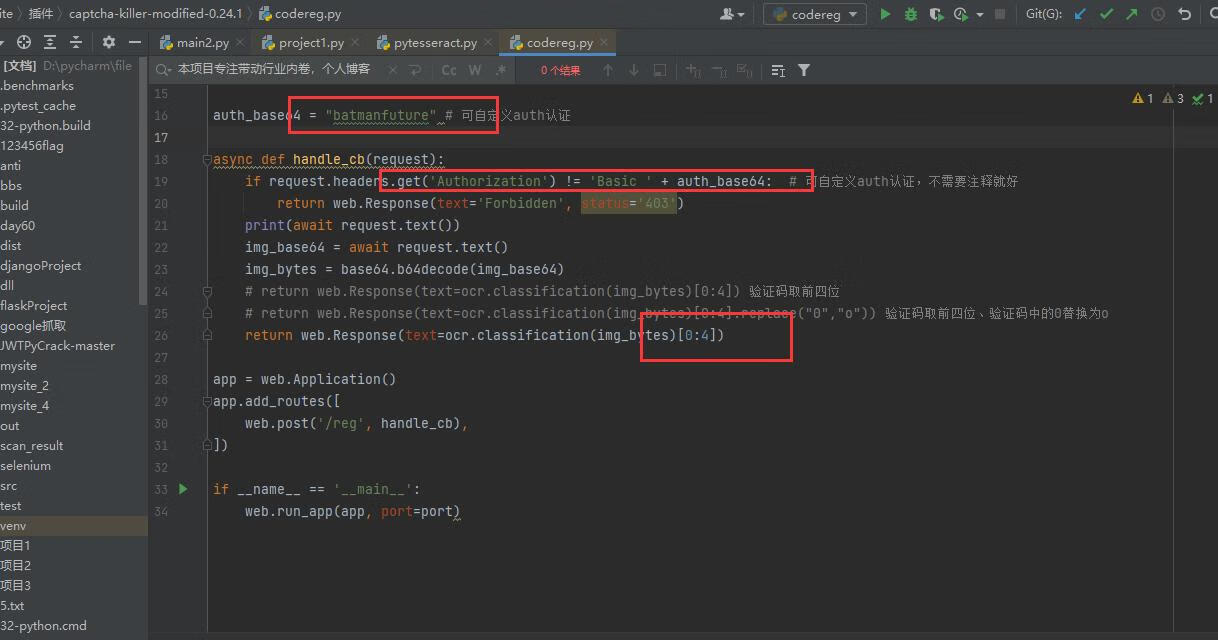 ite 插件 captcha-killer-modified-0.24.1 codereg.py codereg Git(G):
main2.py project1.py pytesseract.py codereg.py
[文档] D:\pycharm\file
本项目专注带动行业内卷，个人博客 Cc W .* 0 个结果
1 3 1
.benchmarks
.pytest_cache
32-python.build
123456flag
anti
bbs
build
day60
dist
djangoProject
dll
flaskProject
google抓取
JWTPyCrack-master
mysite
mysite_2
mysite_4
out
scan_result
selenium
src
test
venv
项目1
项目2
项目3
5.txt
32-python.cmd
15
16 auth_base64 = "batmanfuture" # 可自定义auth认证
17
18 async def handle_cb(request):
19 if request.headers.get('Authorization') != 'Basic ' + auth_base64: # 可自定义auth认证，不需要注释就好
20 return web.Response(text='Forbidden', status='403')
21 print(await request.text())
22 img_base64 = await request.text()
23 img_bytes = base64.b64decode(img_base64)
24 # return web.Response(text=ocr.classification(img_bytes)[0:4]) 验证码取前四位
25 # return web.Response(text=ocr.classification(img_bytes)[0:4].replace("0","o")) 验证码取前四位、验证码中的0替换为o
26 return web.Response(text=ocr.classification(img_bytes)[0:4])
27
28 app = web.Application()
29 app.add_routes([
30 web.post('/reg', handle_cb),
31 ])
32
33 if __name__ == '__main__':
34 web.run_app(app, port=port)